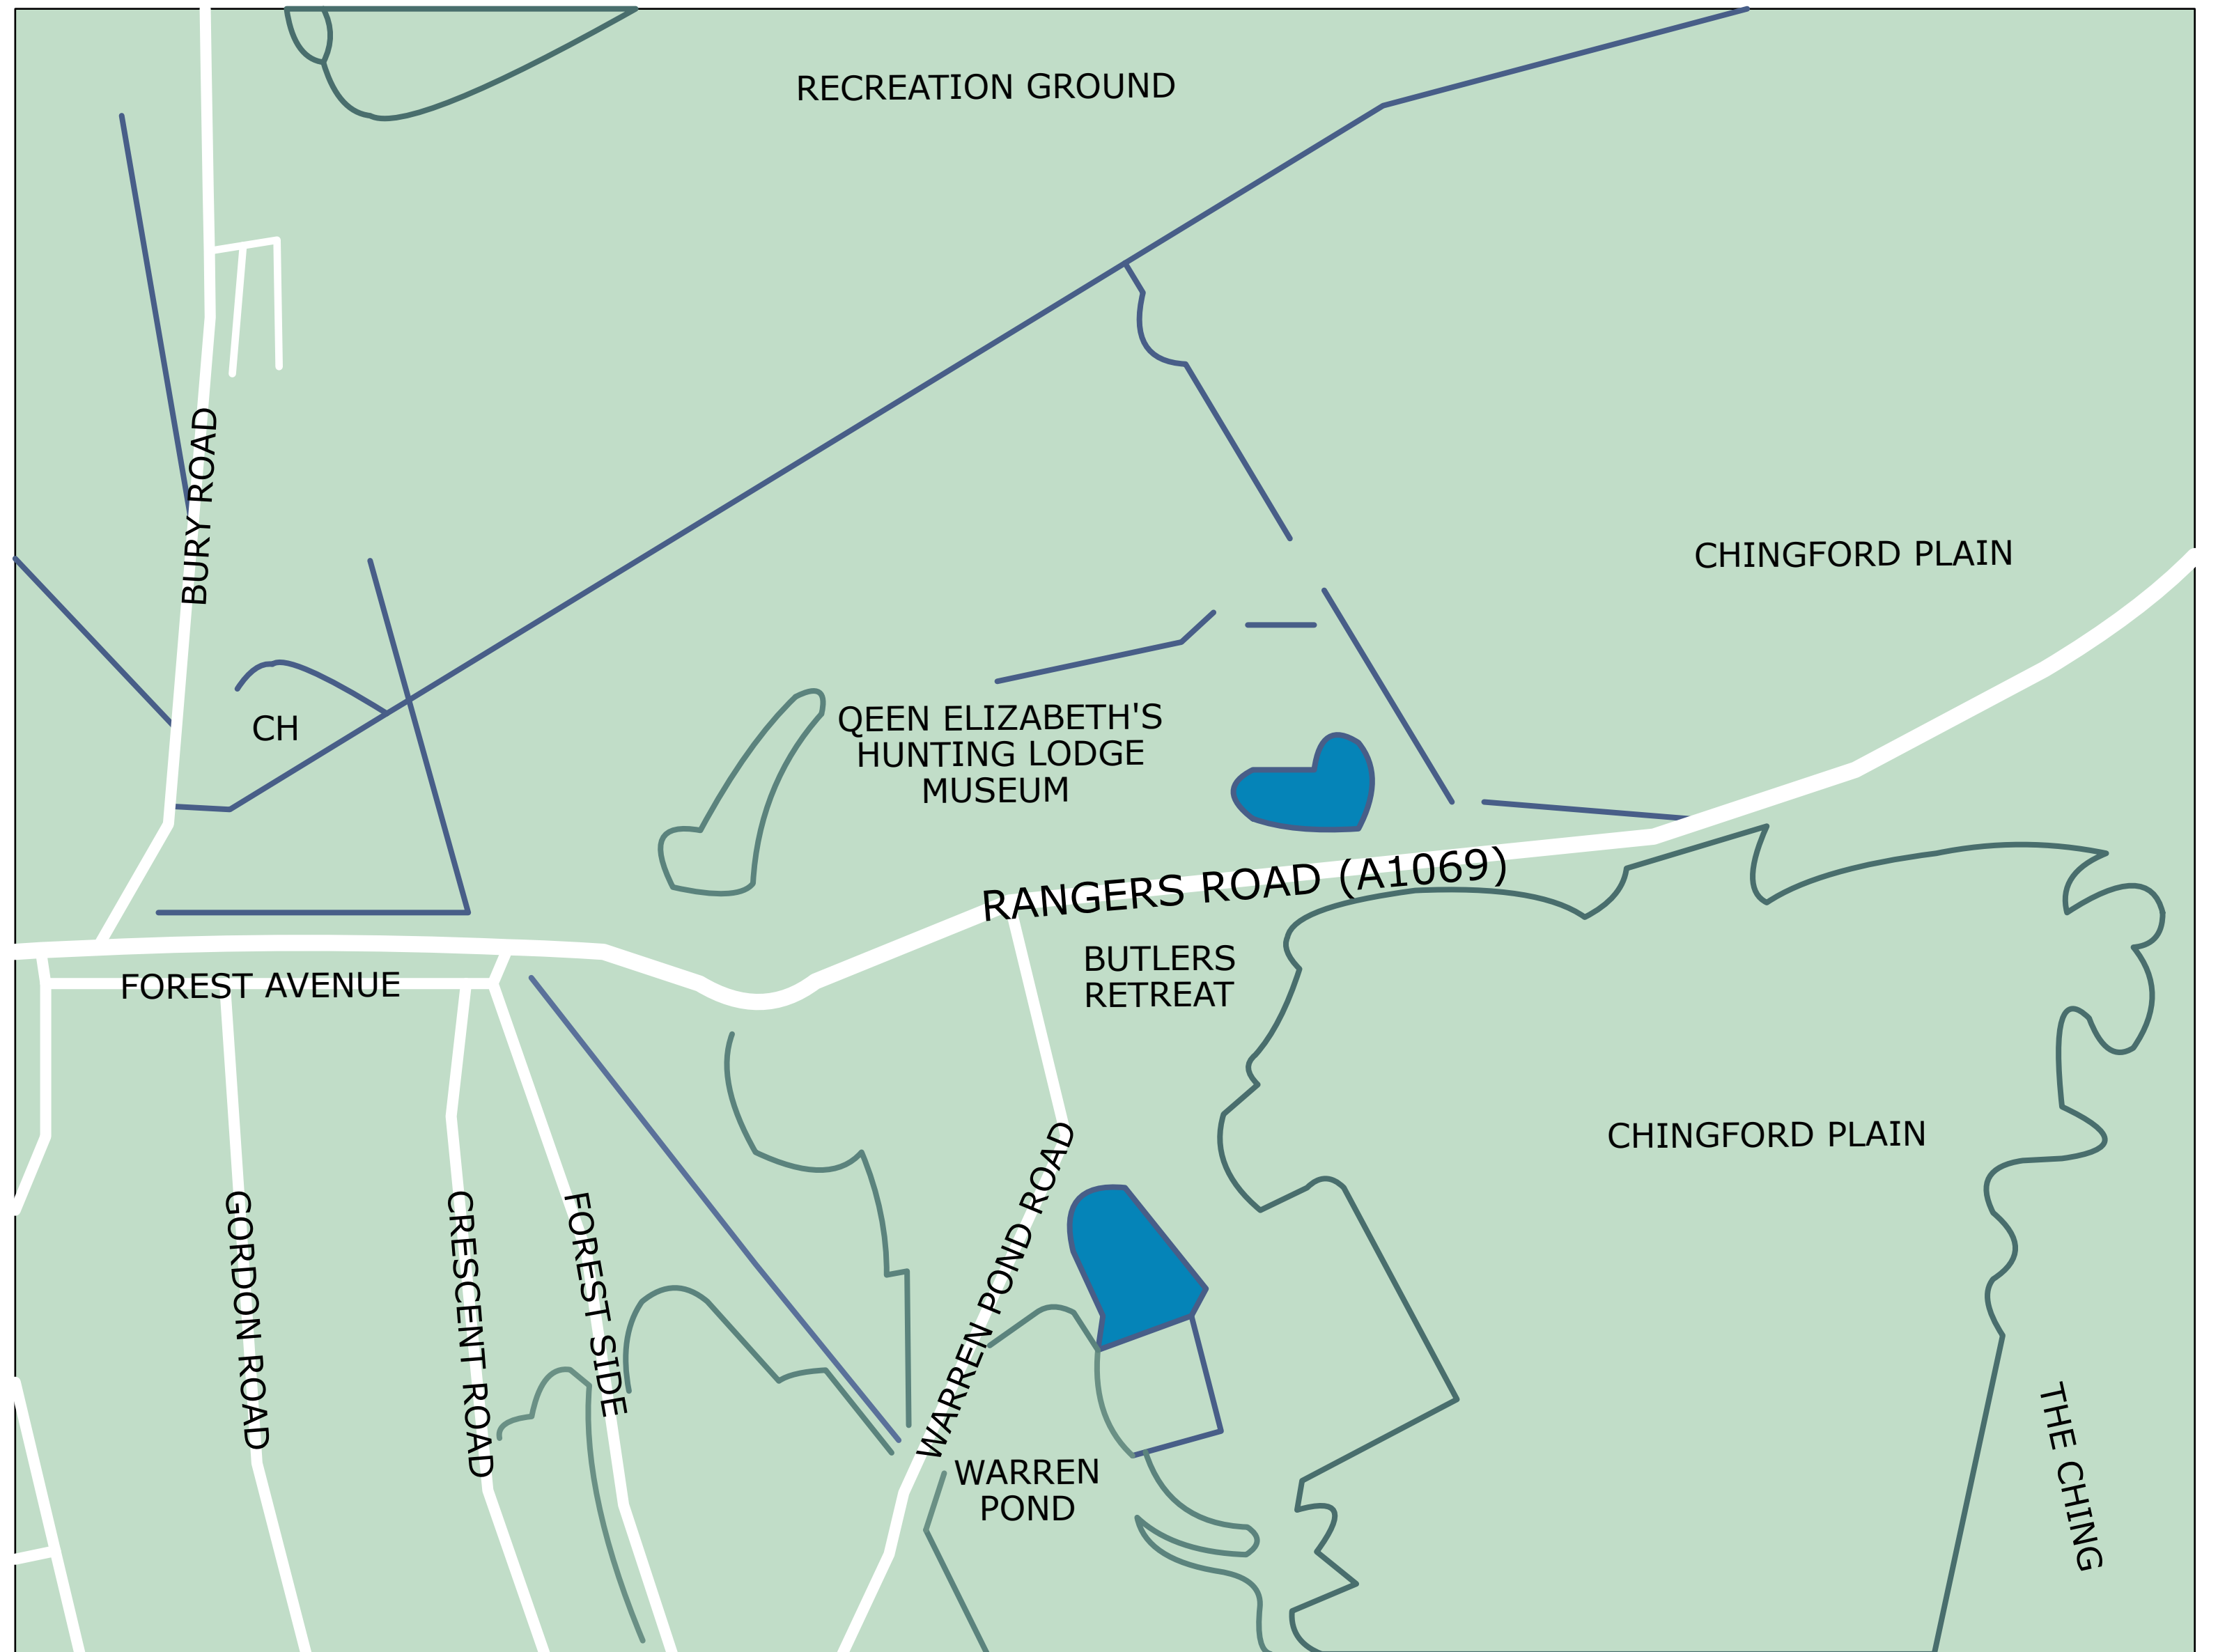 RECREATION GROUND
BURY ROAD
CHINGFORD PLAIN
CH
QEEN ELIZABETH'S
HUNTING LODGE
MUSEUM
RANGERS ROAD (A1069)
BUTLERS
RETREAT
FOREST AVENUE
CHINGFORD PLAIN
GORDON ROAD
CRESCENT ROAD
FOREST SIDE
WARREN POND ROAD
WARREN
POND
THE CHING